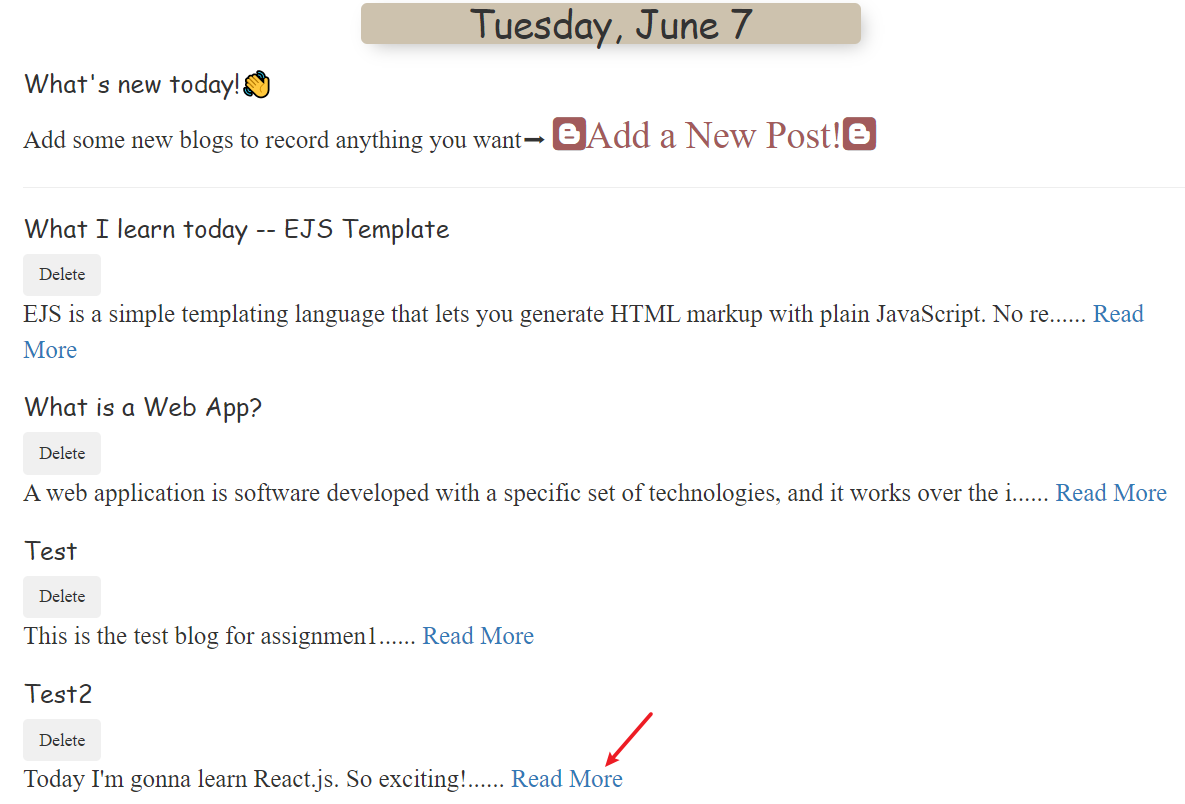 Tuesday, June 7
What's new today!👏
Add some new blogs to record anything you want➞ Add a New Post!
What I learn today -- EJS Template
Delete
EJS is a simple templating language that lets you generate HTML markup with plain JavaScript. No re...... Read
More
What is a Web App?
Delete
A web application is software developed with a specific set of technologies, and it works over the i...... Read More
Test
Delete
This is the test blog for assignmen1...... Read More
Test2
Delete
Today I'm gonna learn React.js. So exciting!...... Read More